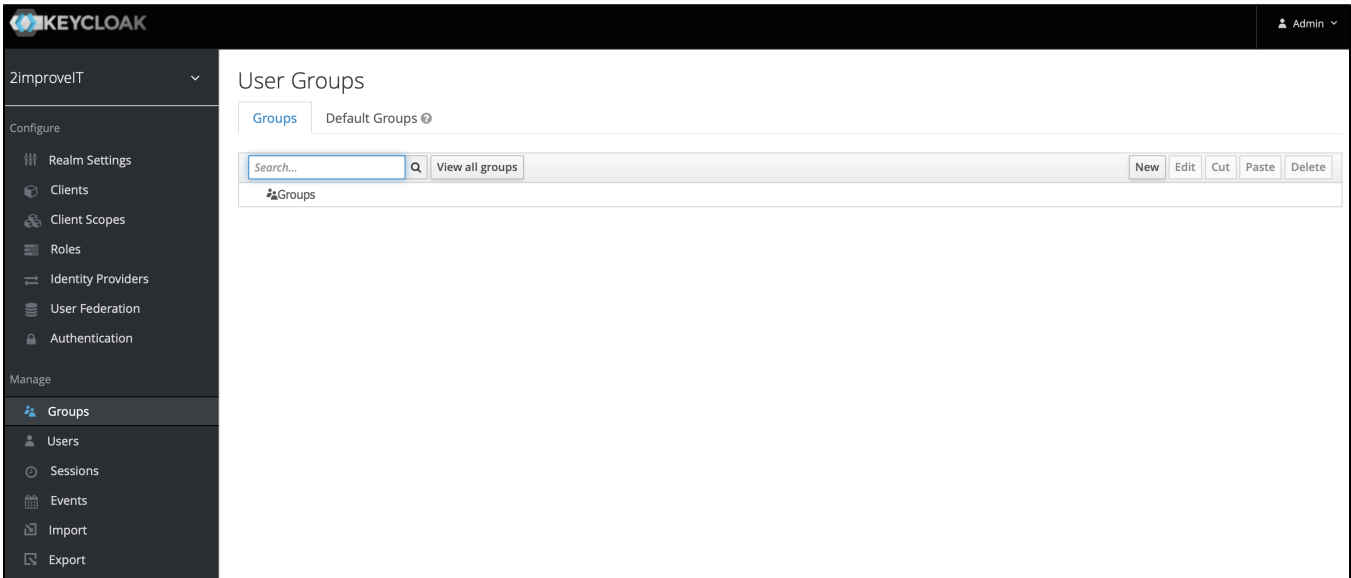 KEYCLOAK
Admin
2improveIT
User Groups
Groups
Default Groups
Configure
Realm Settings
Search...
View all groups
New
Edit
Cut
Paste
Delete
Clients
Groups
Client Scopes
Roles
Identity Providers
User Federation
Authentication
Manage
Groups
Users
Sessions
Events
Import
Export